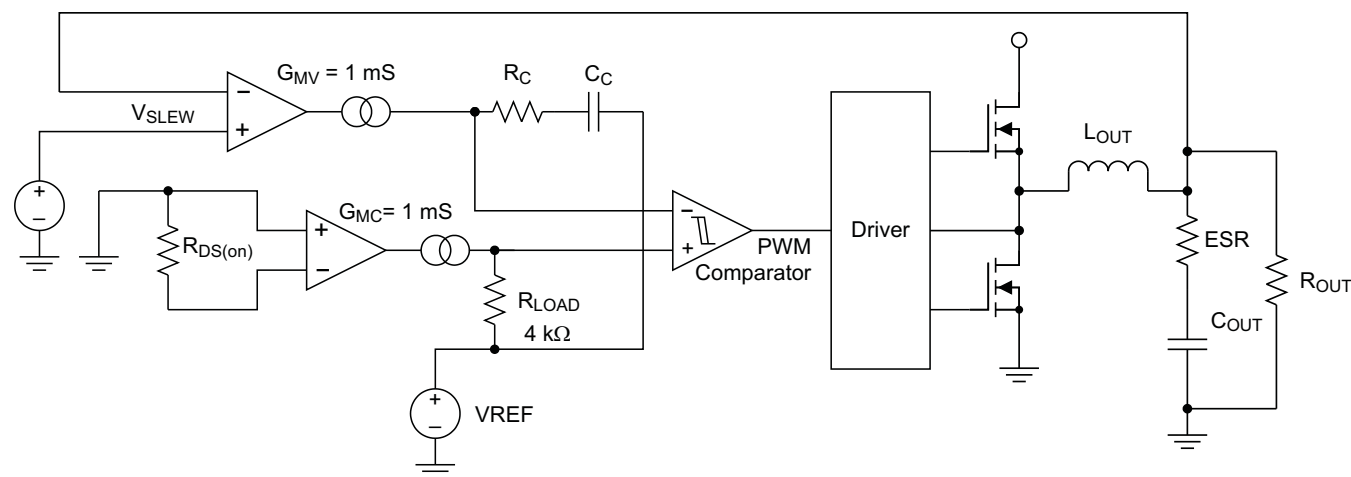 G_MV = 1 mS
R_C
C_C
V_SLEW
−
+
+
−
L_OUT
G_MC= 1 mS
+
−
R_DS(on)
−
+
PWM
Comparator
Driver
ESR
R_OUT
R_LOAD
4 kΩ
C_OUT
+
−
VREF